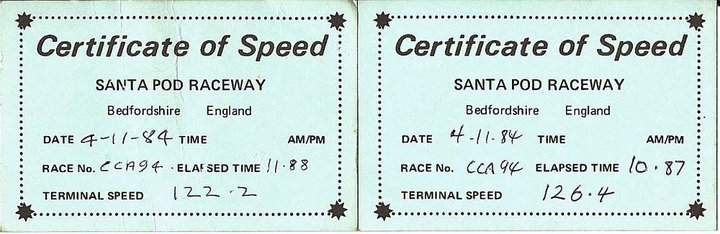 Certificate of Speed
SANTA POD RACEWAY
Bedfordshire England
DATE 4-11-84 TIME AM/PM
RACE No. CCA94 ELAPSED TIME 11.88
TERMINAL SPEED 122.2
Certificate of Speed
SANTA POD RACEWAY
Bedfordshire England
DATE 4-11-84 TIME AM/PM
RACE No. CCA94 ELAPSED TIME 10.87
TERMINAL SPEED 126.4